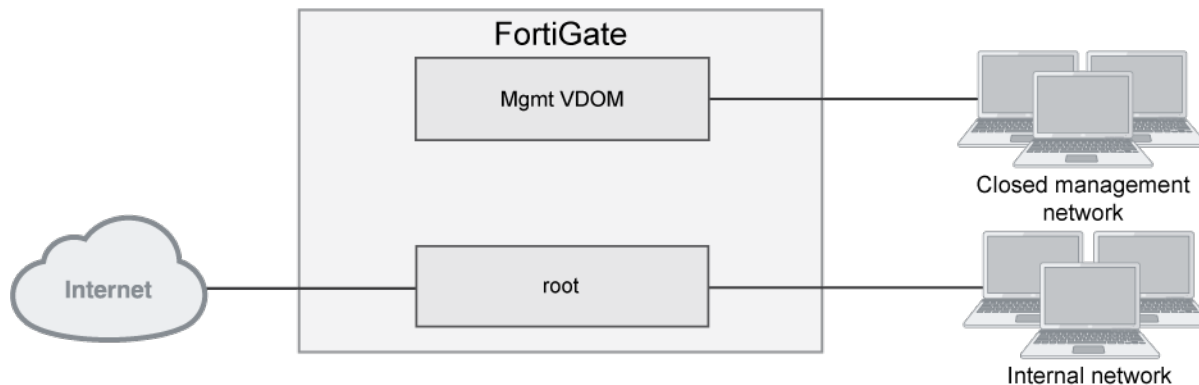 FortiGate
Mgmt VDOM
Closed management
network
Internet
root
Internal network